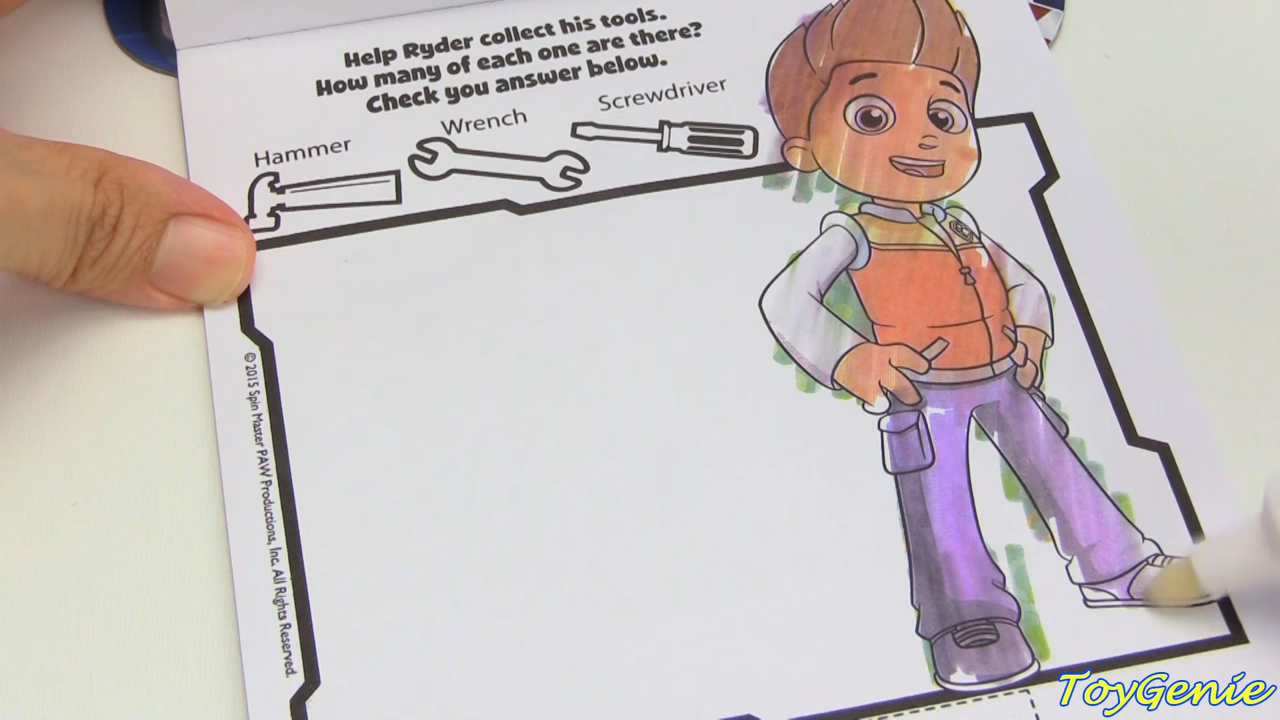 Help Ryder collect his tools.
How many of each one are there?
Check you answer below.
Hammer
Wrench
Screwdriver
© 2015 Spin Master PAW Productions, Inc. All Rights Reserved.
ToyGenie